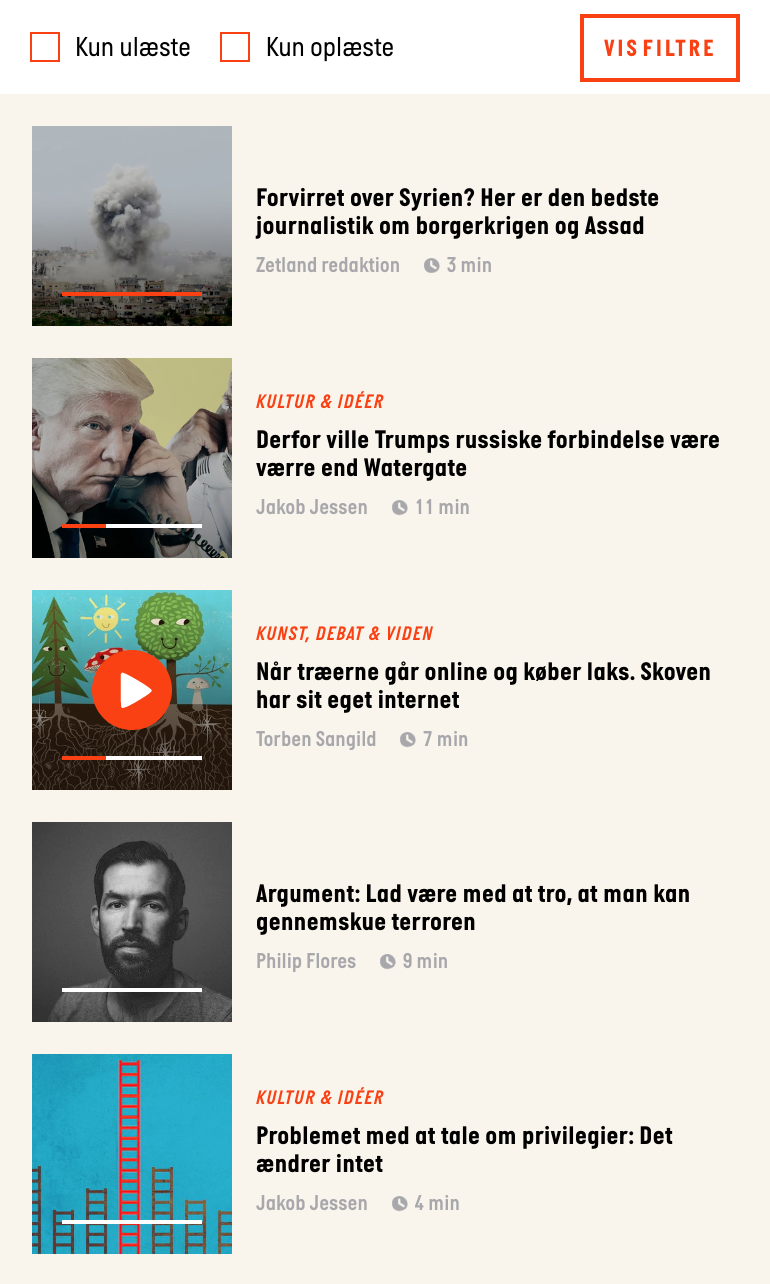 Kun ulæste
Kun oplæste
VIS FILTRE
Forvirret over Syrien? Her er den bedste
journalistik om borgerkrigen og Assad
Zetland redaktion 3 min
KULTUR & IDÉER
Derfor ville Trumps russiske forbindelse være
værre end Watergate
Jakob Jessen 11 min
KUNST, DEBAT & VIDEN
Når træerne går online og køber laks. Skoven
har sit eget internet
Torben Sangild 7 min
Argument: Lad være med at tro, at man kan
gennemskue terroren
Philip Flores 9 min
KULTUR & IDÉER
Problemet med at tale om privilegier: Det
ændrer intet
Jakob Jessen 4 min